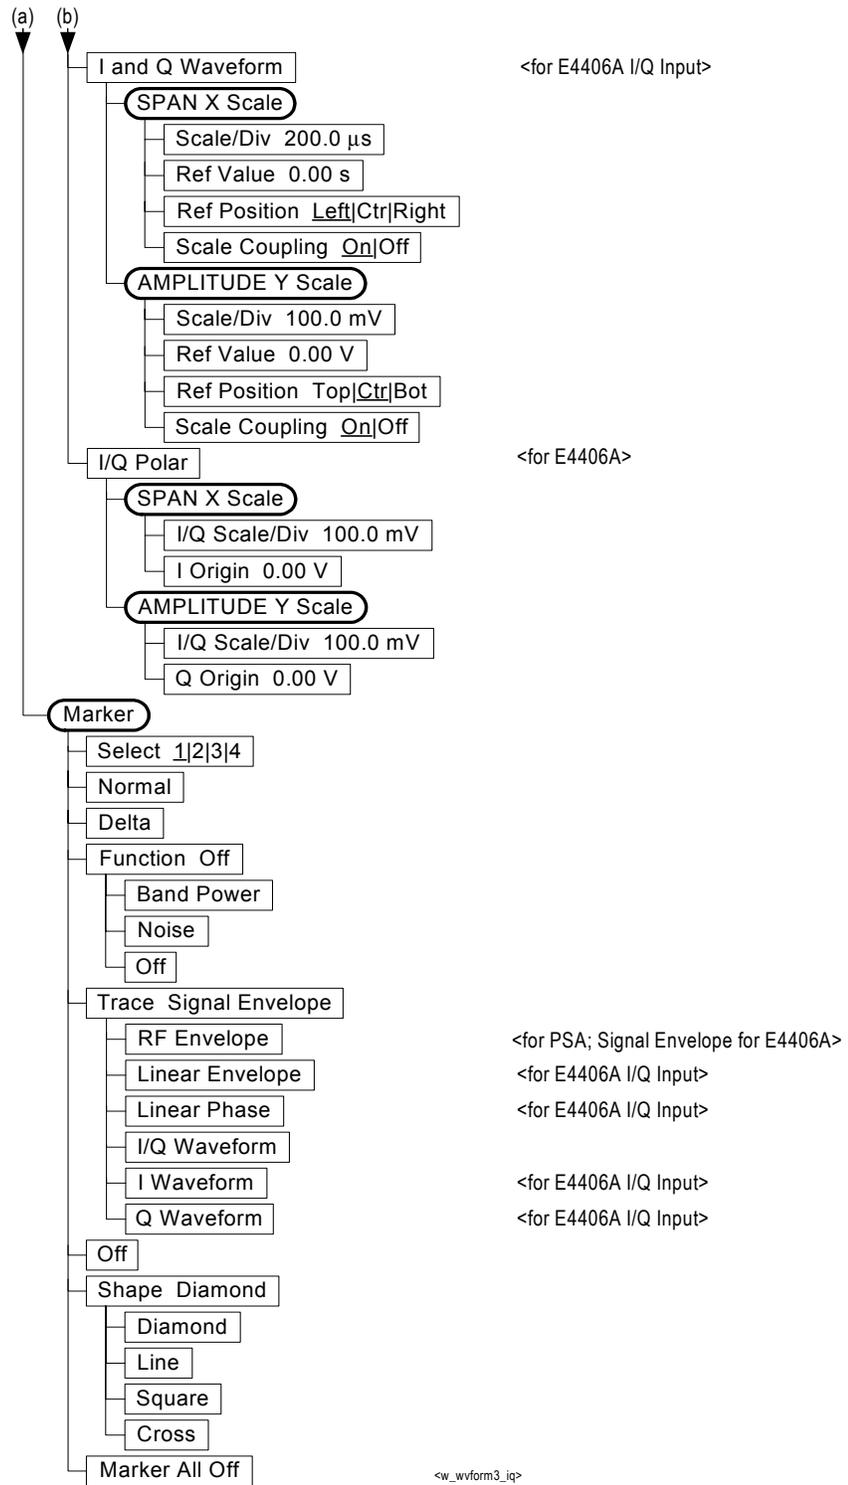 (a) (b)
I and Q Waveform <for E4406A I/Q Input>
SPAN X Scale
Scale/Div 200.0 µs
Ref Value 0.00 s
Ref Position Left|Ctr|Right
Scale Coupling On|Off
AMPLITUDE Y Scale
Scale/Div 100.0 mV
Ref Value 0.00 V
Ref Position Top|Ctr|Bot
Scale Coupling On|Off
I/Q Polar <for E4406A>
SPAN X Scale
I/Q Scale/Div 100.0 mV
I Origin 0.00 V
AMPLITUDE Y Scale
I/Q Scale/Div 100.0 mV
Q Origin 0.00 V
Marker
Select 1|2|3|4
Normal
Delta
Function Off
Band Power
Noise
Off
Trace Signal Envelope
RF Envelope <for PSA; Signal Envelope for E4406A>
Linear Envelope <for E4406A I/Q Input>
Linear Phase <for E4406A I/Q Input>
I/Q Waveform
I Waveform <for E4406A I/Q Input>
Q Waveform <for E4406A I/Q Input>
Off
Shape Diamond
Diamond
Line
Square
Cross
Marker All Off <w_wvform3_iq>